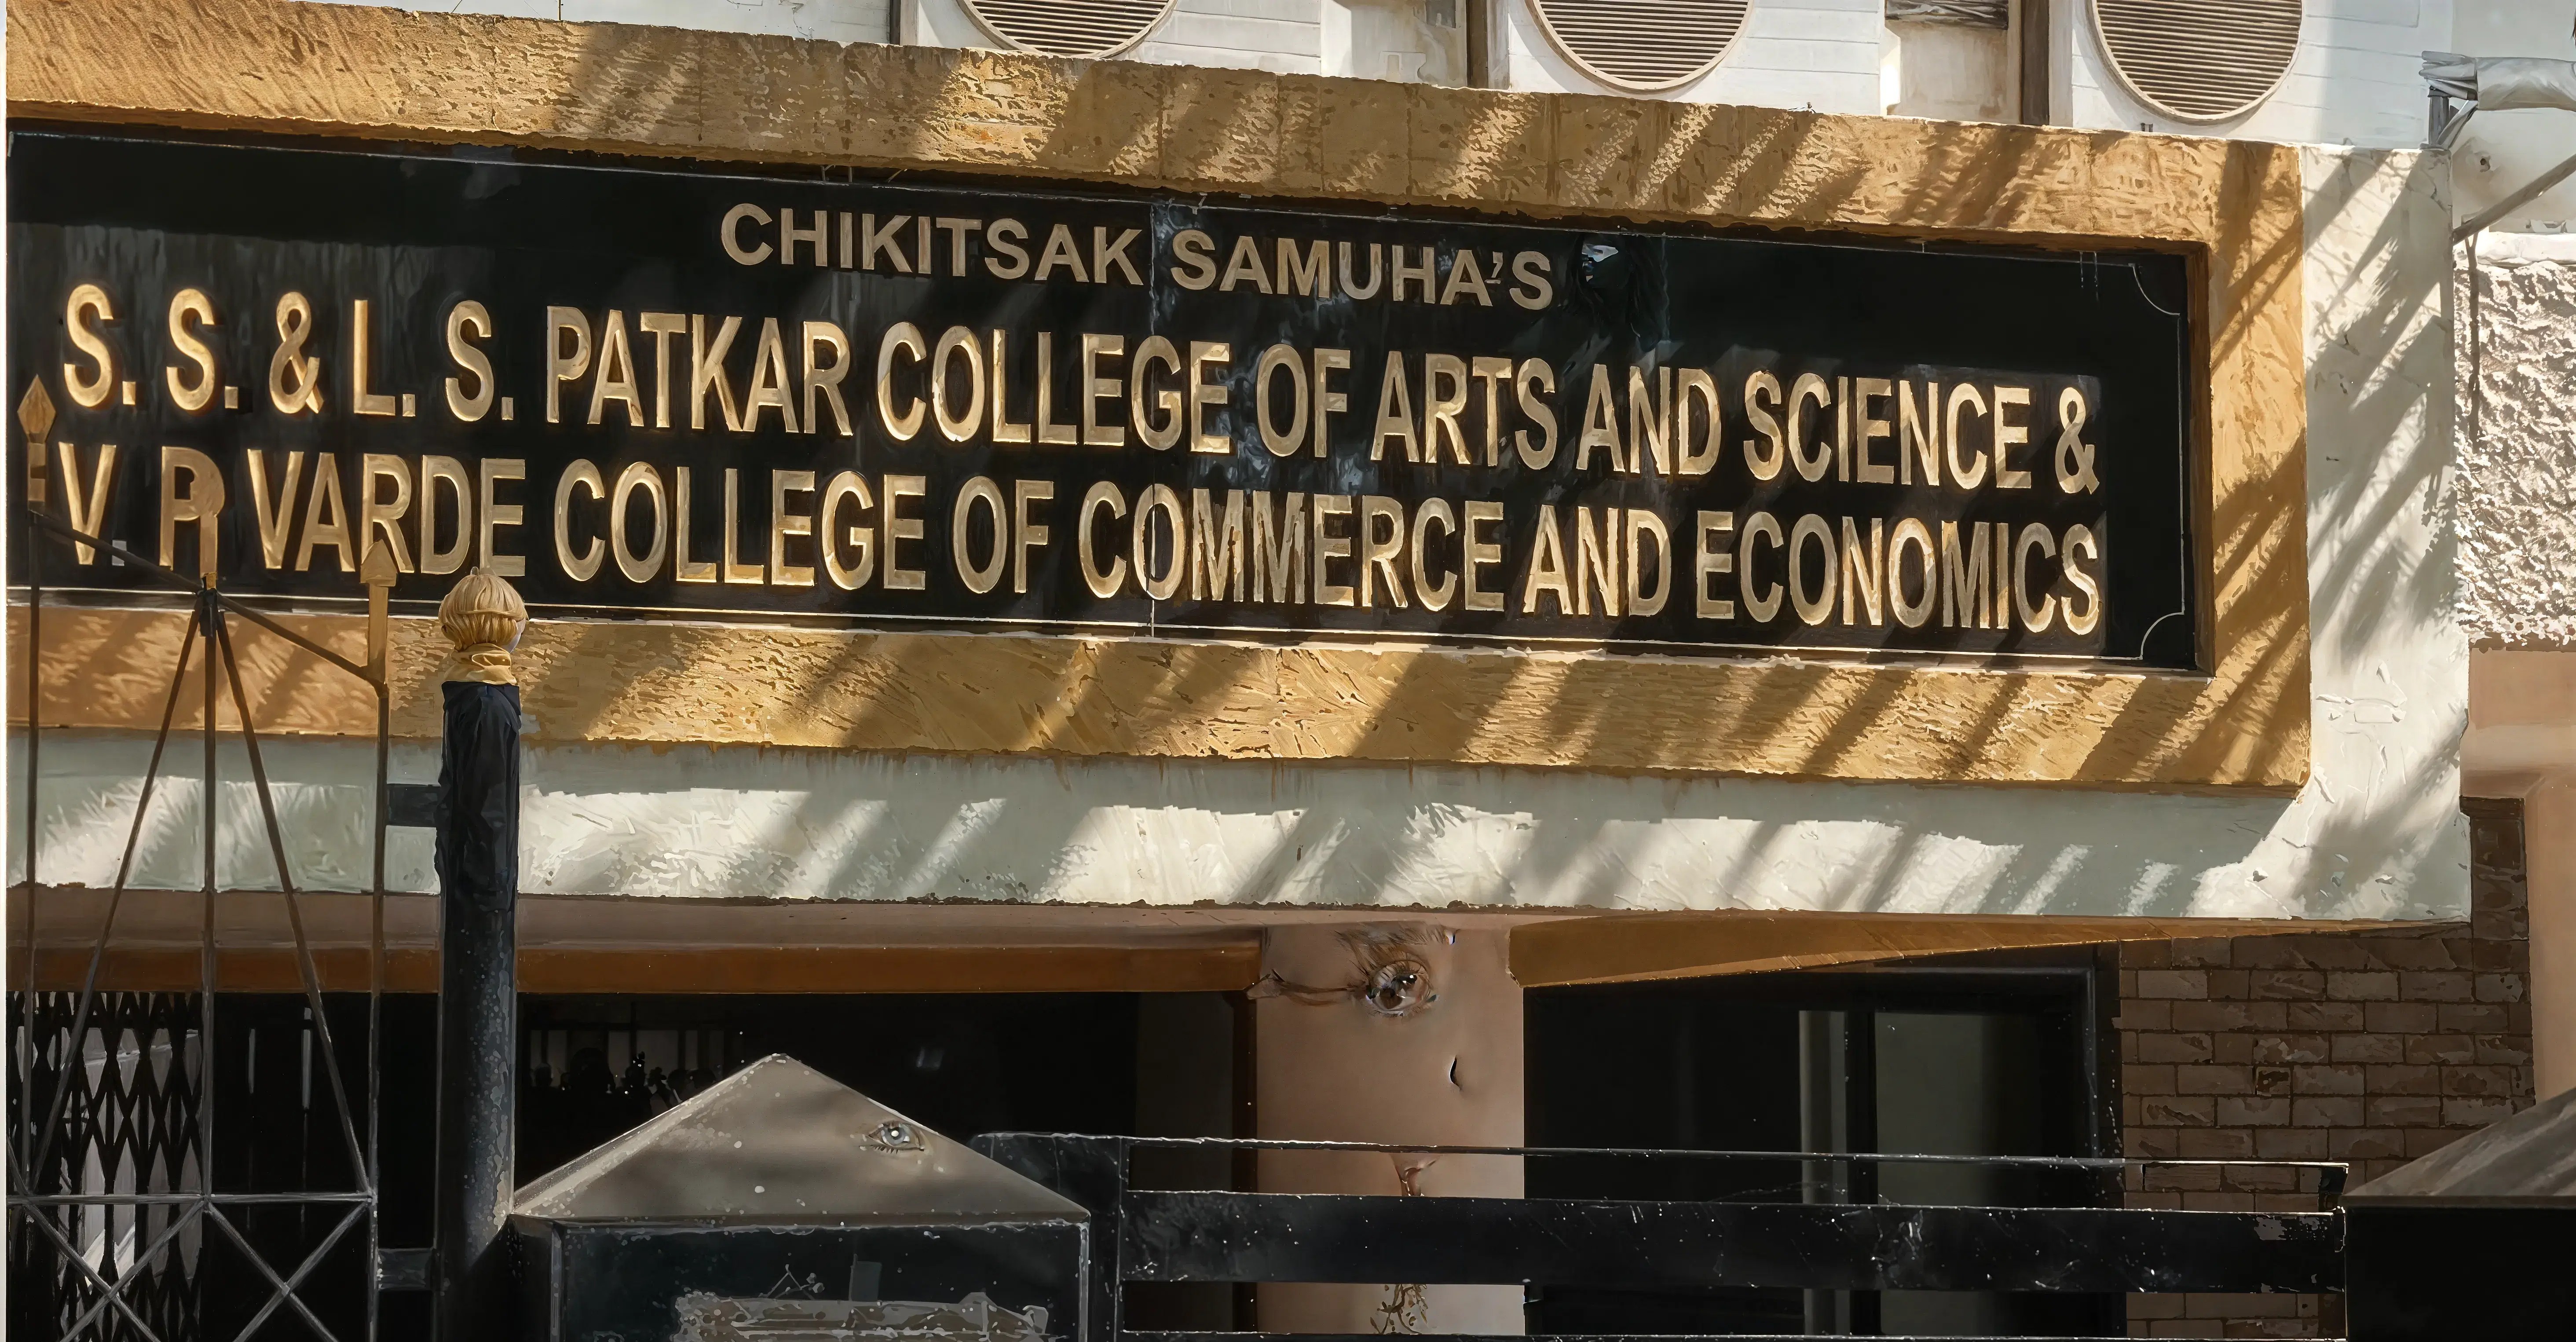 CHIKITSAK SAMUHA'S
S. S. & L. S. PATKAR COLLEGE OF ARTS AND SCIENCE &
V. P. VARDE COLLEGE OF COMMERCE AND ECONOMICS